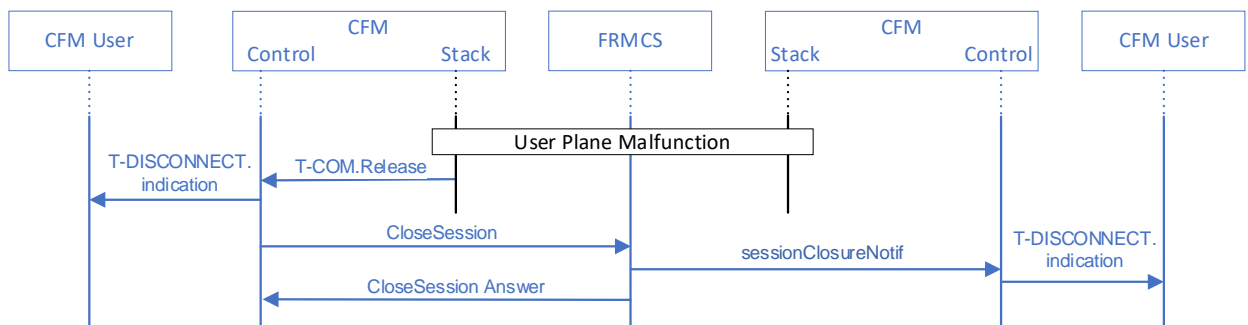 CFM User
CFM
Control
Stack
FRMCS
CFM
Stack
Control
CFM User
User Plane Malfunction
T-DISCONNECT.
indication
T-COM.Release
CloseSession
sessionClosureNotif
T-DISCONNECT.
indication
CloseSession Answer